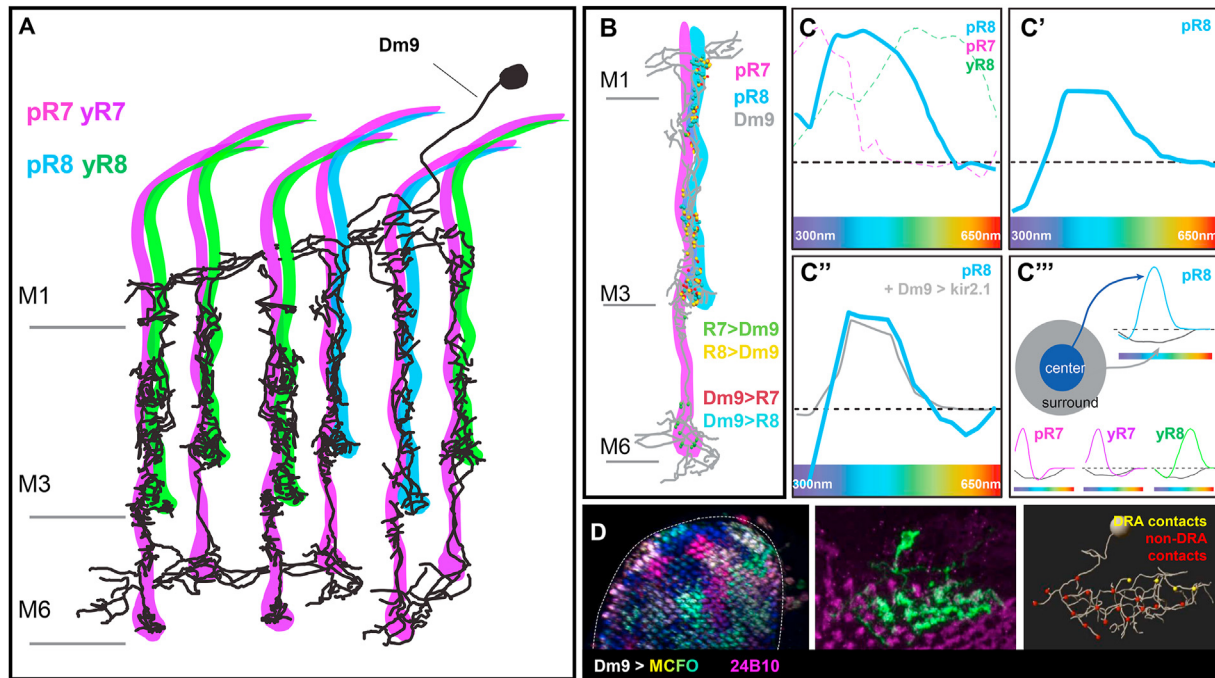 A
Dm9
pR7 yR7
pR8 yR8
M1
M3
M6
B
M1
pR7
pR8
Dm9
M3
R7>Dm9
R8>Dm9
Dm9>R7
Dm9>R8
M6
C
pR8
pR7
yR8
300nm
650nm
C'
pR8
300nm
650nm
C''
pR8
+ Dm9 > kir2.1
300nm
650nm
C'''
pR8
center
surround
pR7
yR7
yR8
D
DRA contacts
non-DRA
contacts
Dm9 > MCFO
24B10